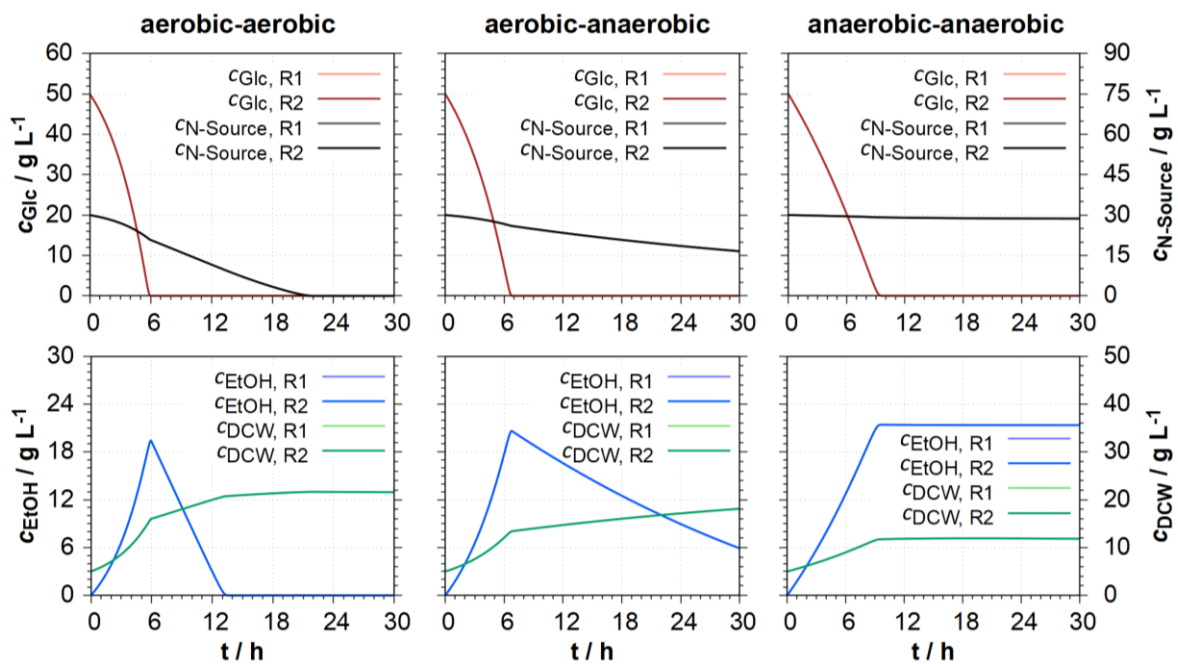 aerobic-aerobic aerobic-anaerobic anaerobic-anaerobic
60 90
50 75
40 60
30 45
20 30
10 15
0 0
cGlc / g L-1
cN-Source / g L-1
cGlc, R1
cGlc, R2
cN-Source, R1
cN-Source, R2
cGlc, R1
cGlc, R2
cN-Source, R1
cN-Source, R2
cGlc, R1
cGlc, R2
cN-Source, R1
cN-Source, R2
0 6 12 18 24 30 0 6 12 18 24 30 0 6 12 18 24 30
30 50
24 40
18 30
12 20
6 10
0 0
cEtOH / g L-1
cDCW / g L-1
cEtOH, R1
cEtOH, R2
cDCW, R1
cDCW, R2
cEtOH, R1
cEtOH, R2
cDCW, R1
cDCW, R2
cEtOH, R1
cEtOH, R2
cDCW, R1
cDCW, R2
0 6 12 18 24 30 0 6 12 18 24 30 0 6 12 18 24 30
t / h t / h t / h